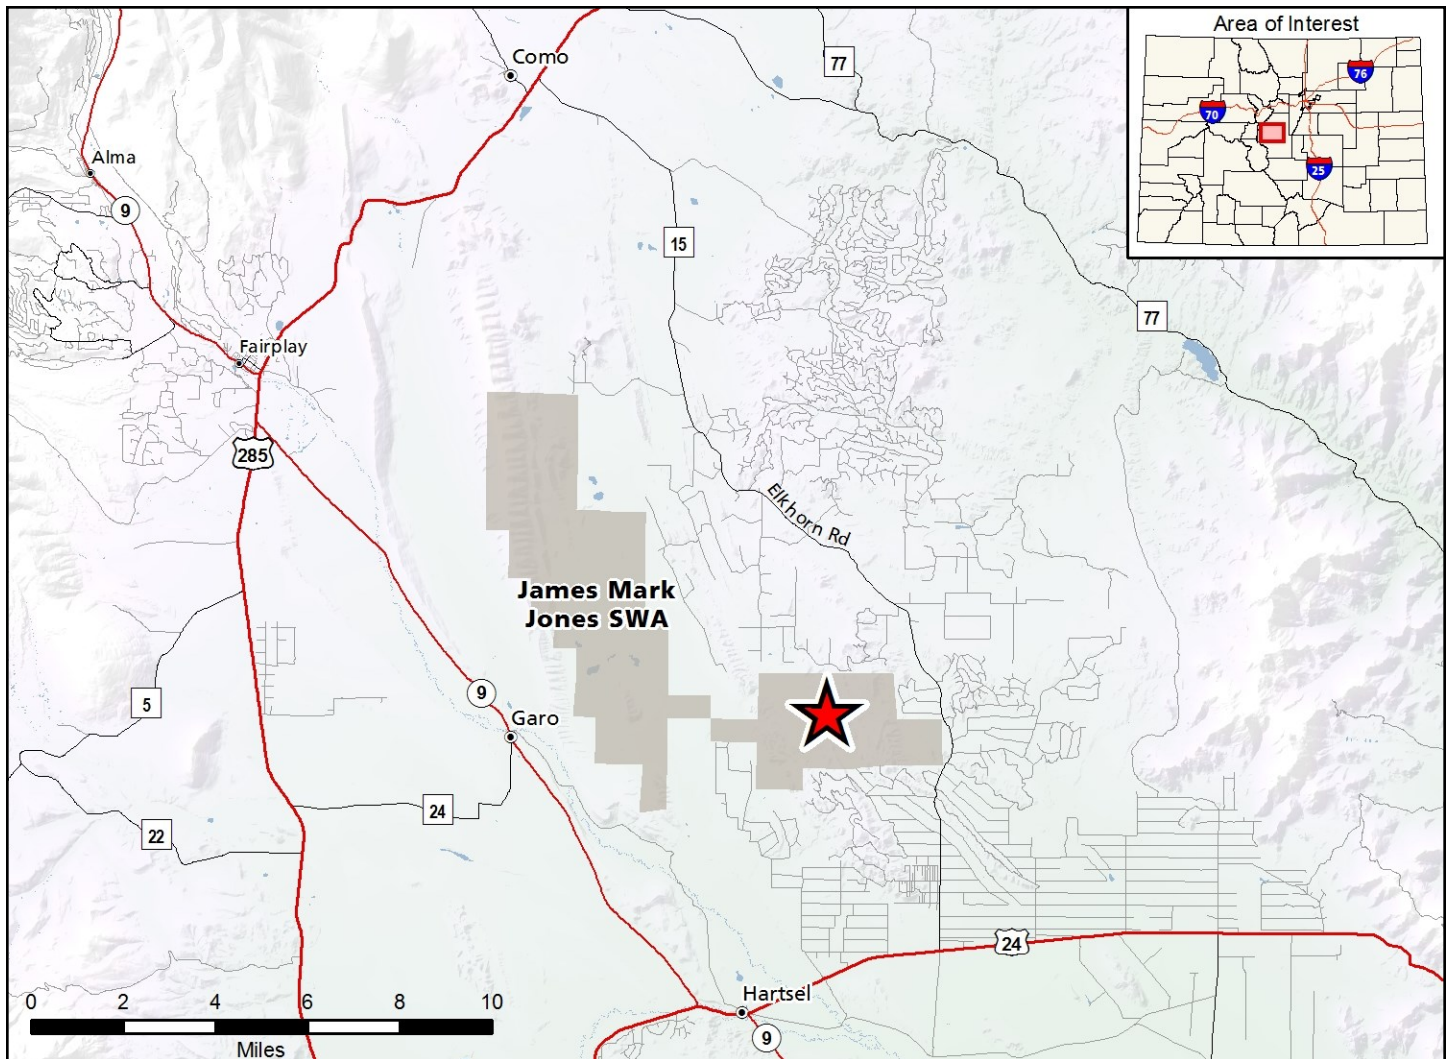 Area of Interest
76
70
25
Como
77
Alma
9
15
77
Fairplay
285
Elkhorn Rd
James Mark
Jones SWA
5
9
Garo
24
22
24
0 2 4 6 8 10
Miles
Hartsel
9